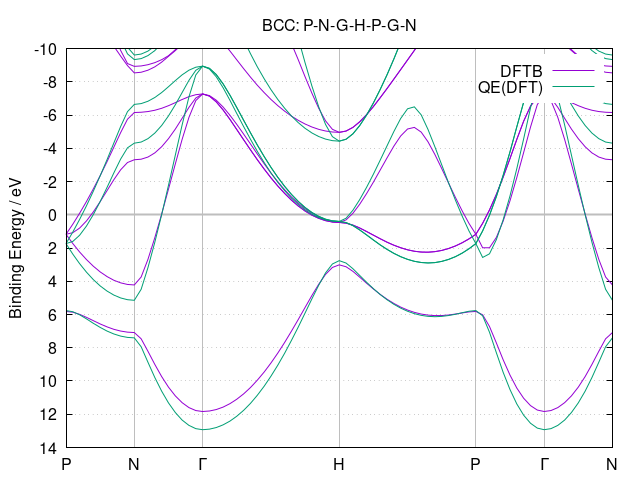 BCC: P-N-G-H-P-G-N
DFTB
QE(DFT)
Binding Energy / eV
-10
-8
-6
-4
-2
0
2
4
6
8
10
12
14
P N Γ H P Γ N